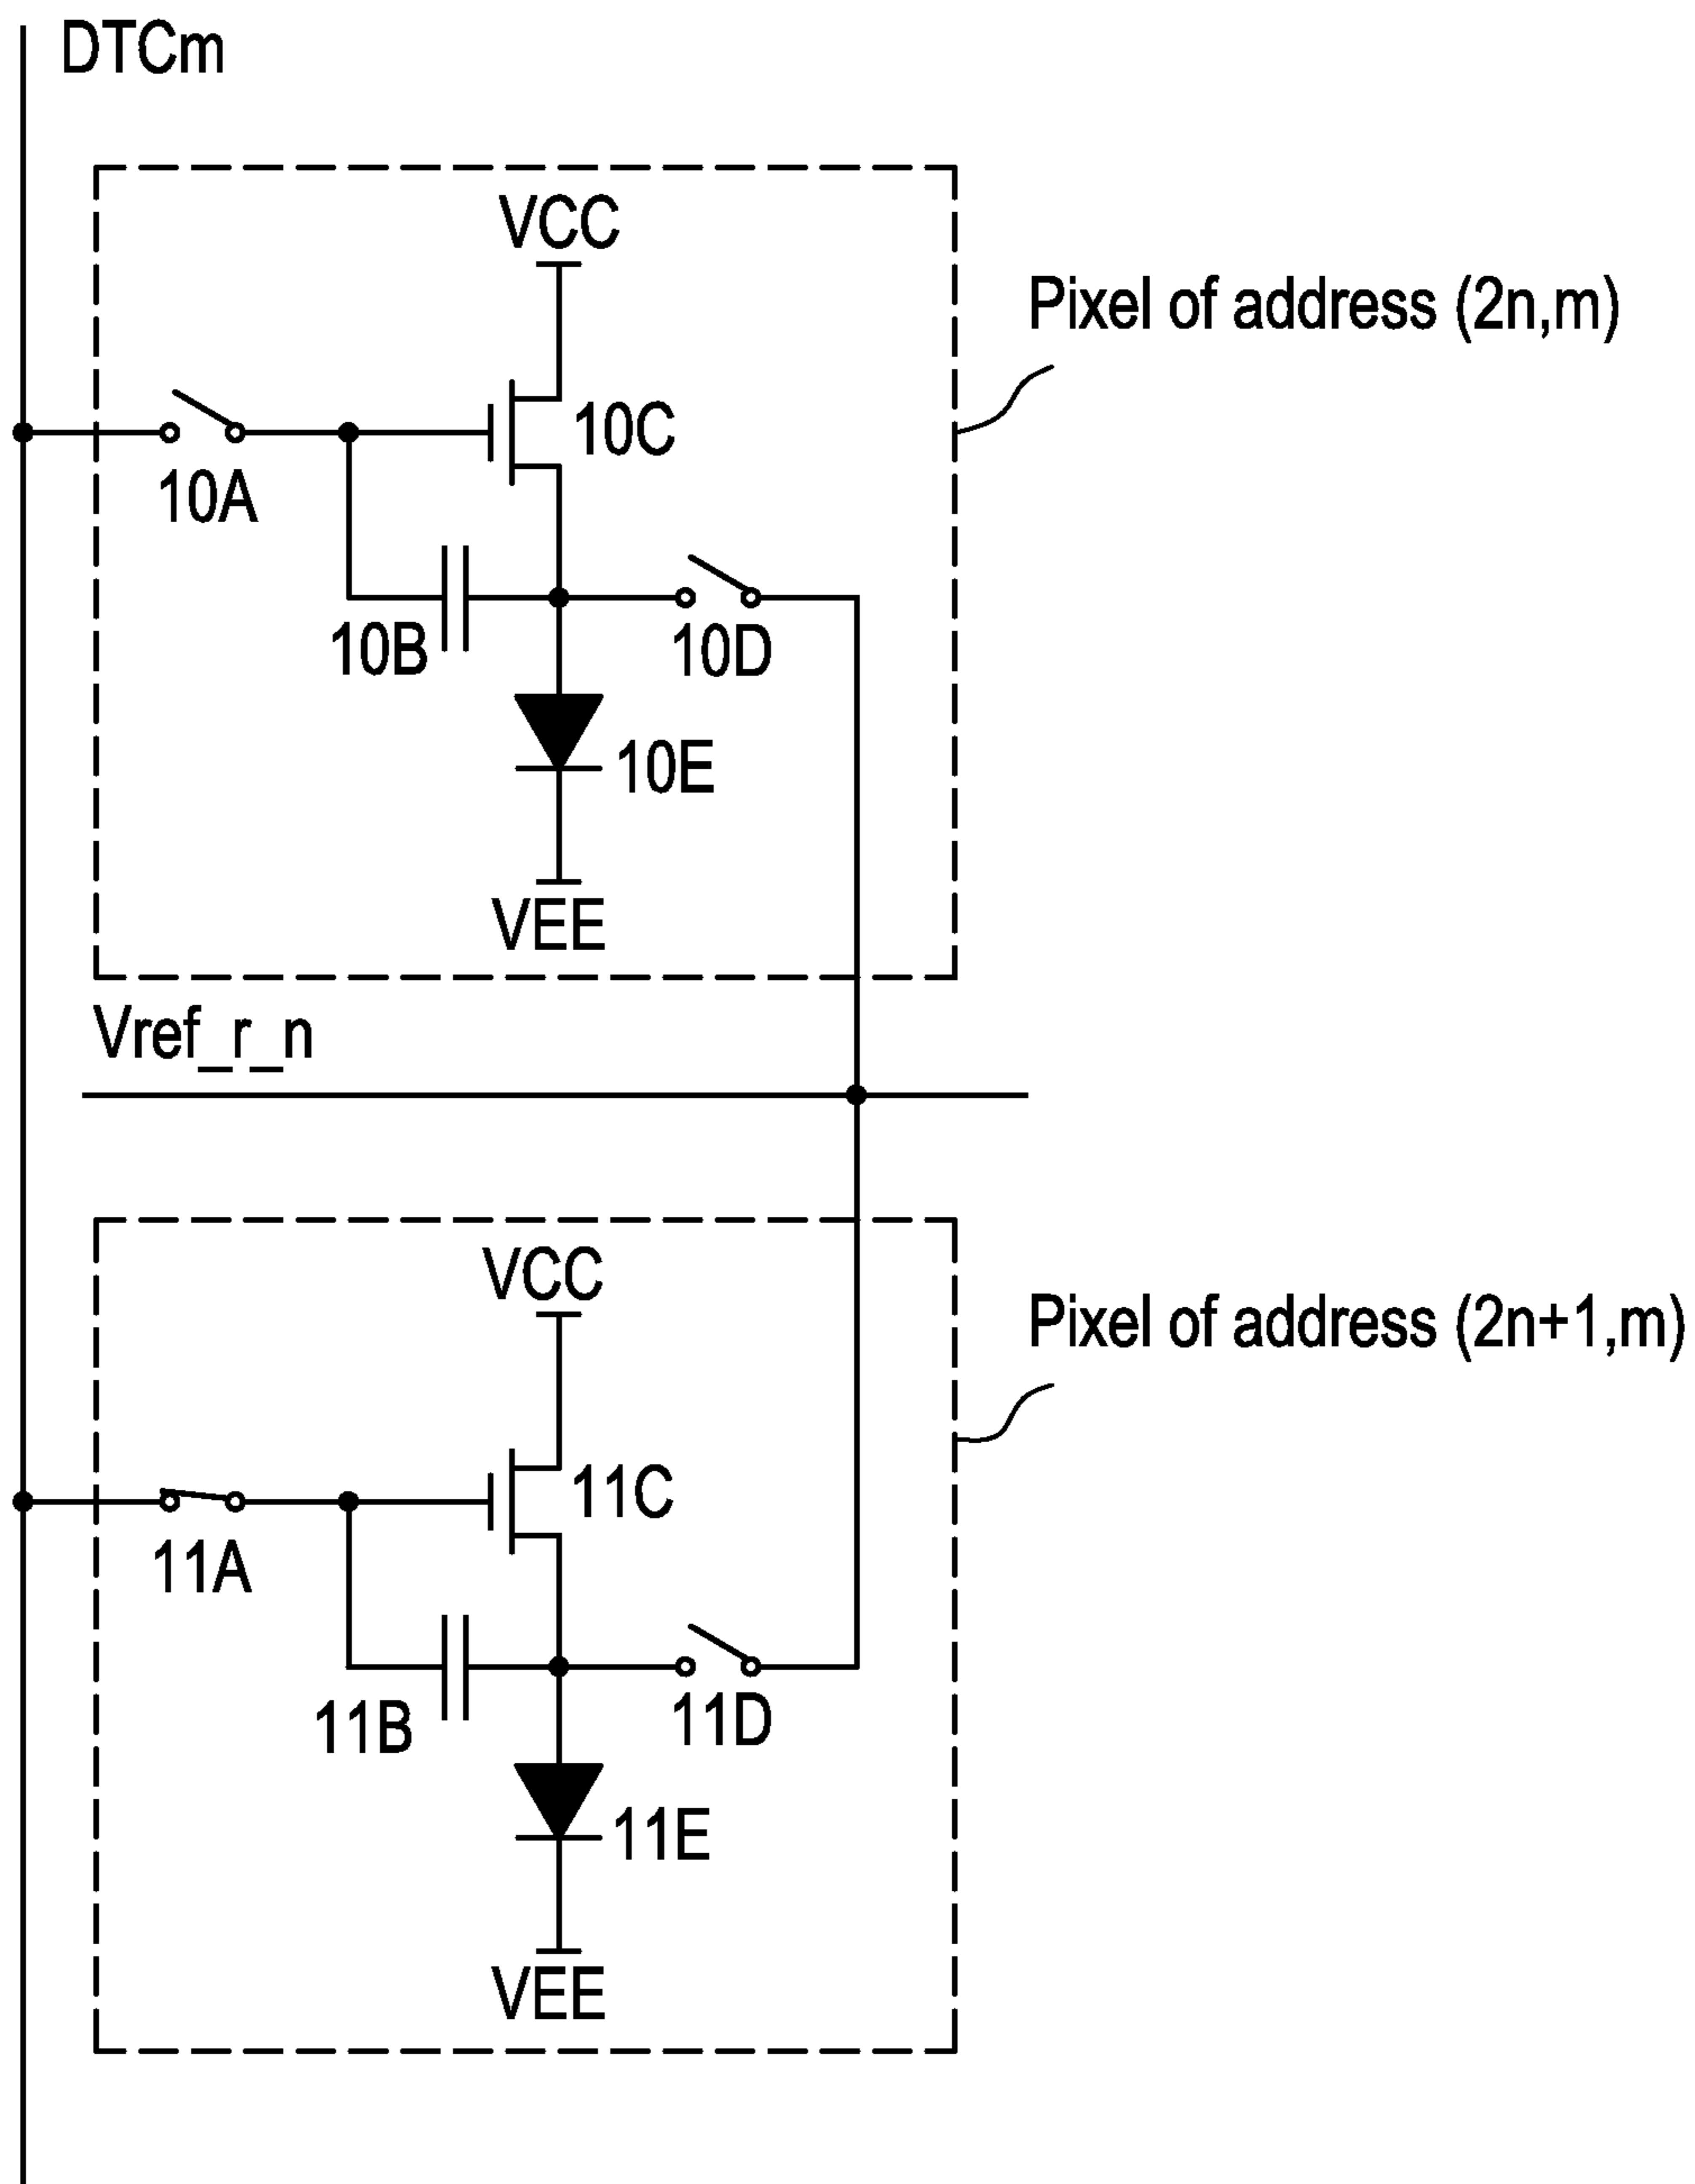 DTCm
VCC
Pixel of address (2n,m)
10C
10A
10B
10D
10E
VEE
Vref_r_n
VCC
Pixel of address (2n+1,m)
11C
11A
11B
11D
11E
VEE